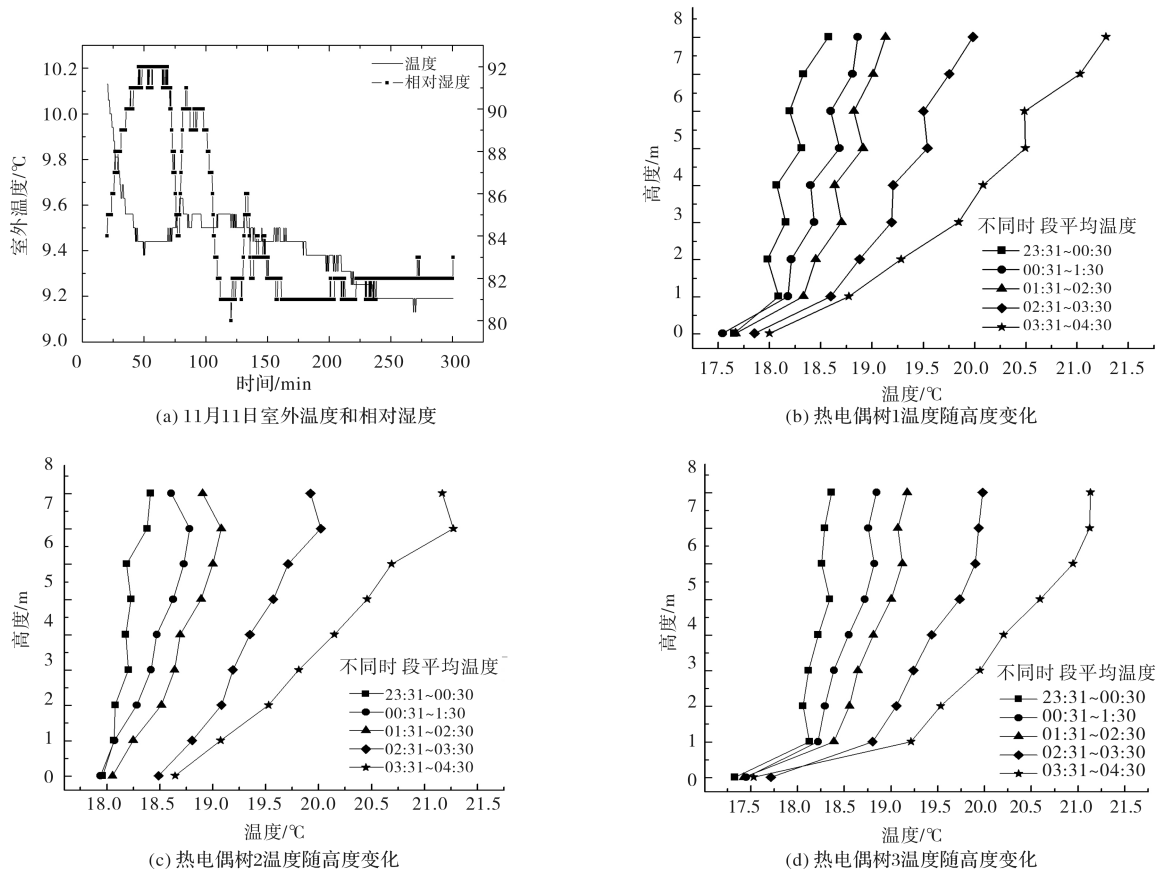 10.2
10.0
9.8
9.6
9.4
9.2
9.0
室外温度/℃
92
90
88
86
84
82
80
温度
相对湿度
0 50 100 150 200 250 300
时间/min
(a) 11月11日室外温度和相对湿度
8
7
6
5
4
3
2
1
0
高度/m
不同时 段平均温度
23:31~00:30
00:31~1:30
01:31~02:30
02:31~03:30
03:31~04:30
17.5 18.0 18.5 19.0 19.5 20.0 20.5 21.0 21.5
温度/℃
(b) 热电偶树1温度随高度变化
8
7
6
5
4
3
2
1
0
高度/m
不同时 段平均温度
23:31~00:30
00:31~1:30
01:31~02:30
02:31~03:30
03:31~04:30
18.0 18.5 19.0 19.5 20.0 20.5 21.0 21.5
温度/℃
(c) 热电偶树2温度随高度变化
8
7
6
5
4
3
2
1
0
高度/m
不同时 段平均温度
23:31~00:30
00:31~1:30
01:31~02:30
02:31~03:30
03:31~04:30
17.5 18.0 18.5 19.0 19.5 20.0 20.5 21.0 21.5
温度/℃
(d) 热电偶树3温度随高度变化